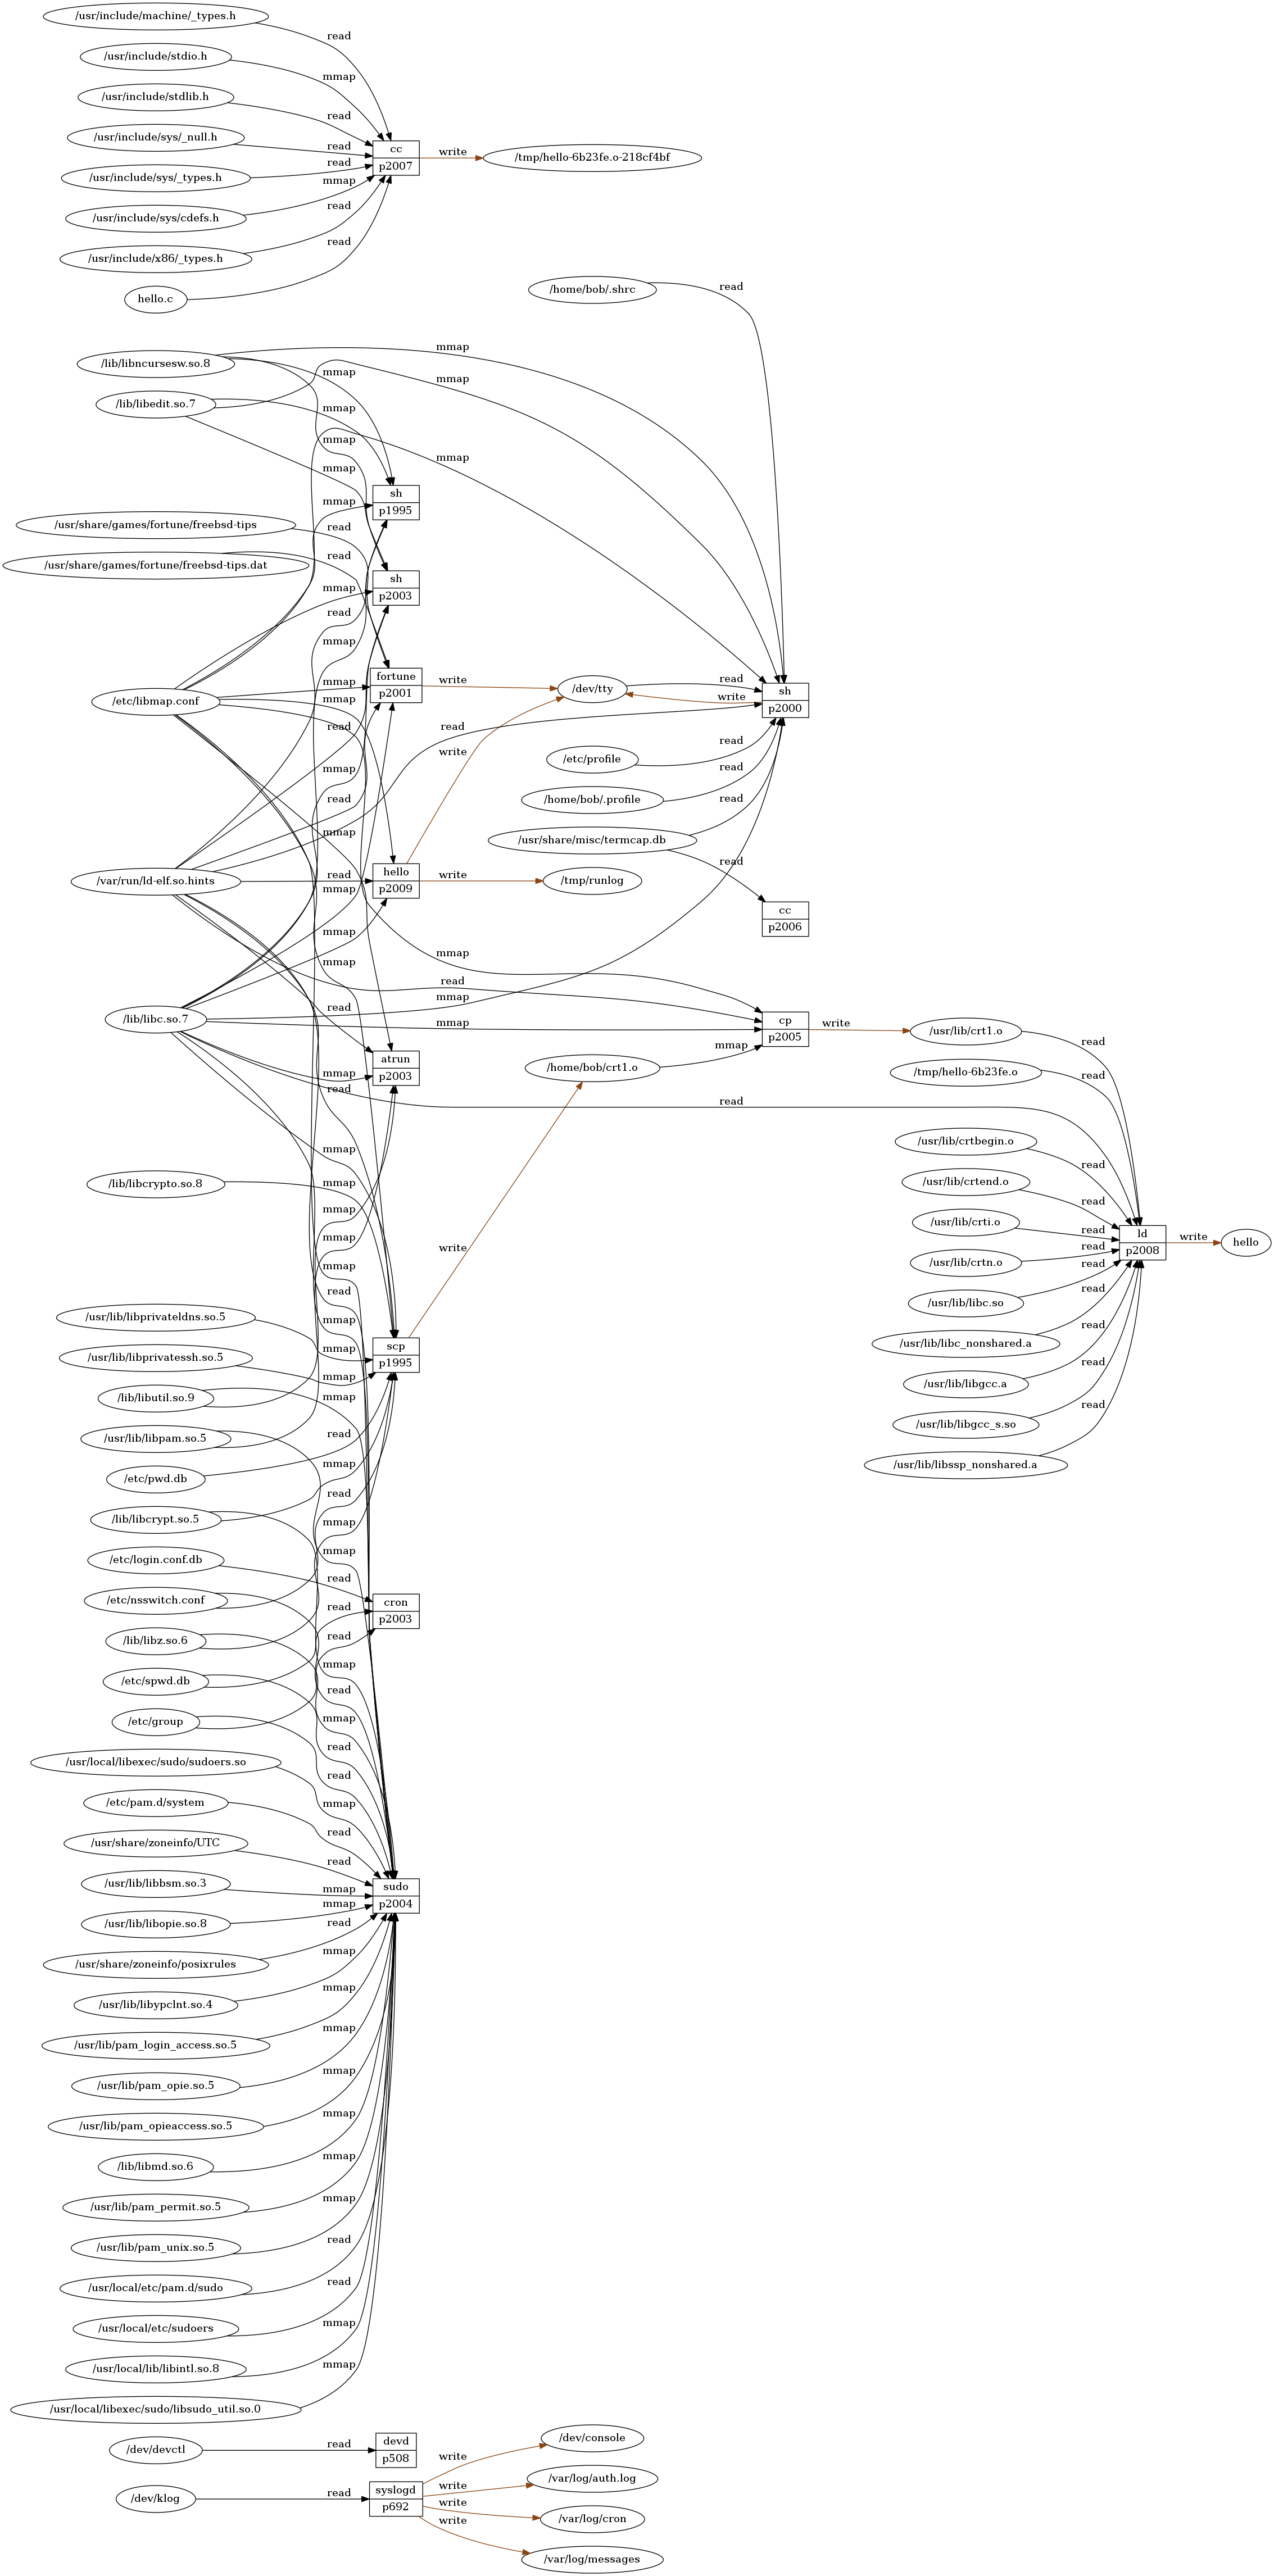 /usr/include/machine/_types.h
read
/usr/include/stdio.h
mmap
/usr/include/stdlib.h
read
/usr/include/sys/_null.h
read
cc
p2007
write
/tmp/hello-6b23fe.o-218cf4bf
/usr/include/sys/_types.h
read
/usr/include/sys/cdefs.h
mmap
/usr/include/x86/_types.h
read
hello.c
read
/home/bob/.shrc
read
/lib/libncursesw.so.8
mmap
mmap
/lib/libedit.so.7
mmap
mmap
mmap
mmap
mmap
sh
p1995
mmap
/usr/share/games/fortune/freebsd-tips
read
/usr/share/games/fortune/freebsd-tips.dat
read
sh
p2003
mmap
read
mmap
fortune
p2001
write
/dev/tty
read
write
sh
p2000
/etc/libmap.conf
mmap
mmap
read
read
write
/etc/profile
read
mmap
/home/bob/.profile
read
read
read
mmap
/usr/share/misc/termcap.db
read
/var/run/ld-elf.so.hints
read
hello
p2009
write
/tmp/runlog
mmap
cc
p2006
mmap
mmap
mmap
read
mmap
/lib/libc.so.7
read
mmap
cp
p2005
write
/usr/lib/crt1.o
read
atrun
p2003
mmap
read
/home/bob/crt1.o
mmap
/tmp/hello-6b23fe.o
read
read
/usr/lib/crtbegin.o
read
mmap
/lib/libcrypto.so.8
mmap
/usr/lib/crtend.o
read
mmap
/usr/lib/crti.o
read
mmap
write
ld
p2008
write
hello
/usr/lib/crtn.o
read
mmap
read
/usr/lib/libc.so
read
/usr/lib/libprivateldns.so.5
mmap
mmap
scp
p1995
/usr/lib/libc_nonshared.a
read
/usr/lib/libprivatessh.so.5
mmap
/usr/lib/libgcc.a
read
/lib/libutil.so.9
mmap
/usr/lib/libgcc_s.so
read
/usr/lib/libpam.so.5
read
/usr/lib/libssp_nonshared.a
/etc/pwd.db
mmap
read
/lib/libcrypt.so.5
mmap
/etc/login.conf.db
mmap
read
/etc/nsswitch.conf
read
cron
p2003
/lib/libz.so.6
read
mmap
/etc/spwd.db
read
/etc/group
mmap
read
/usr/local/libexec/sudo/sudoers.so
read
mmap
/etc/pam.d/system
read
/usr/share/zoneinfo/UTC
read
/usr/lib/libbsm.so.3
mmap
sudo
p2004
/usr/lib/libopie.so.8
mmap
read
/usr/share/zoneinfo/posixrules
mmap
/usr/lib/libypclnt.so.4
mmap
/usr/lib/pam_login_access.so.5
mmap
/usr/lib/pam_opie.so.5
mmap
/usr/lib/pam_opieaccess.so.5
mmap
/lib/libmd.so.6
mmap
/usr/lib/pam_permit.so.5
mmap
/usr/lib/pam_unix.so.5
read
/usr/local/etc/pam.d/sudo
read
/usr/local/etc/sudoers
mmap
/usr/local/lib/libintl.so.8
mmap
/usr/local/libexec/sudo/libsudo_util.so.0
/dev/devctl
read
devd
p508
/dev/klog
read
syslogd
p692
write
/dev/console
write
/var/log/auth.log
write
/var/log/cron
write
/var/log/messages